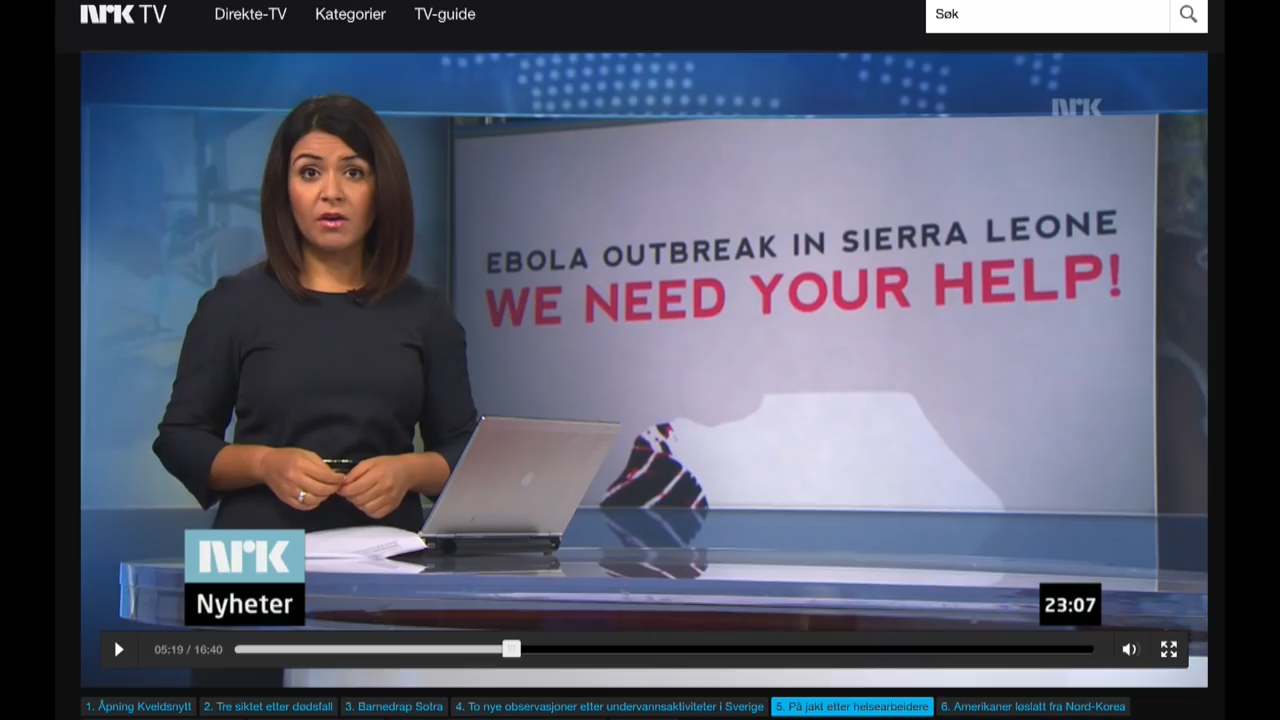 NRK TV Direkte-TV Kategorier TV-guide Søk
NRK
EBOLA OUTBREAK IN SIERRA LEONE
WE NEED YOUR HELP!
NRK
Nyheter
23:07
05:19 / 16:40
1. Åpning Kveldsnytt 2. Tre siktet etter dødsfall 3. Barnedrap Sotra 4. To nye observasjoner etter undervannsaktiviteter i Sverige 5. På jakt etter helsearbeidere 6. Amerikaner løslatt fra Nord-Korea